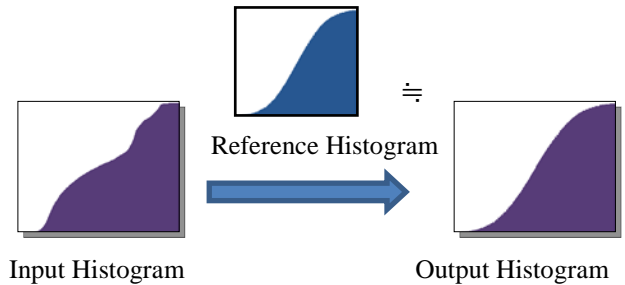 ≒
Reference Histogram
Input Histogram
Output Histogram